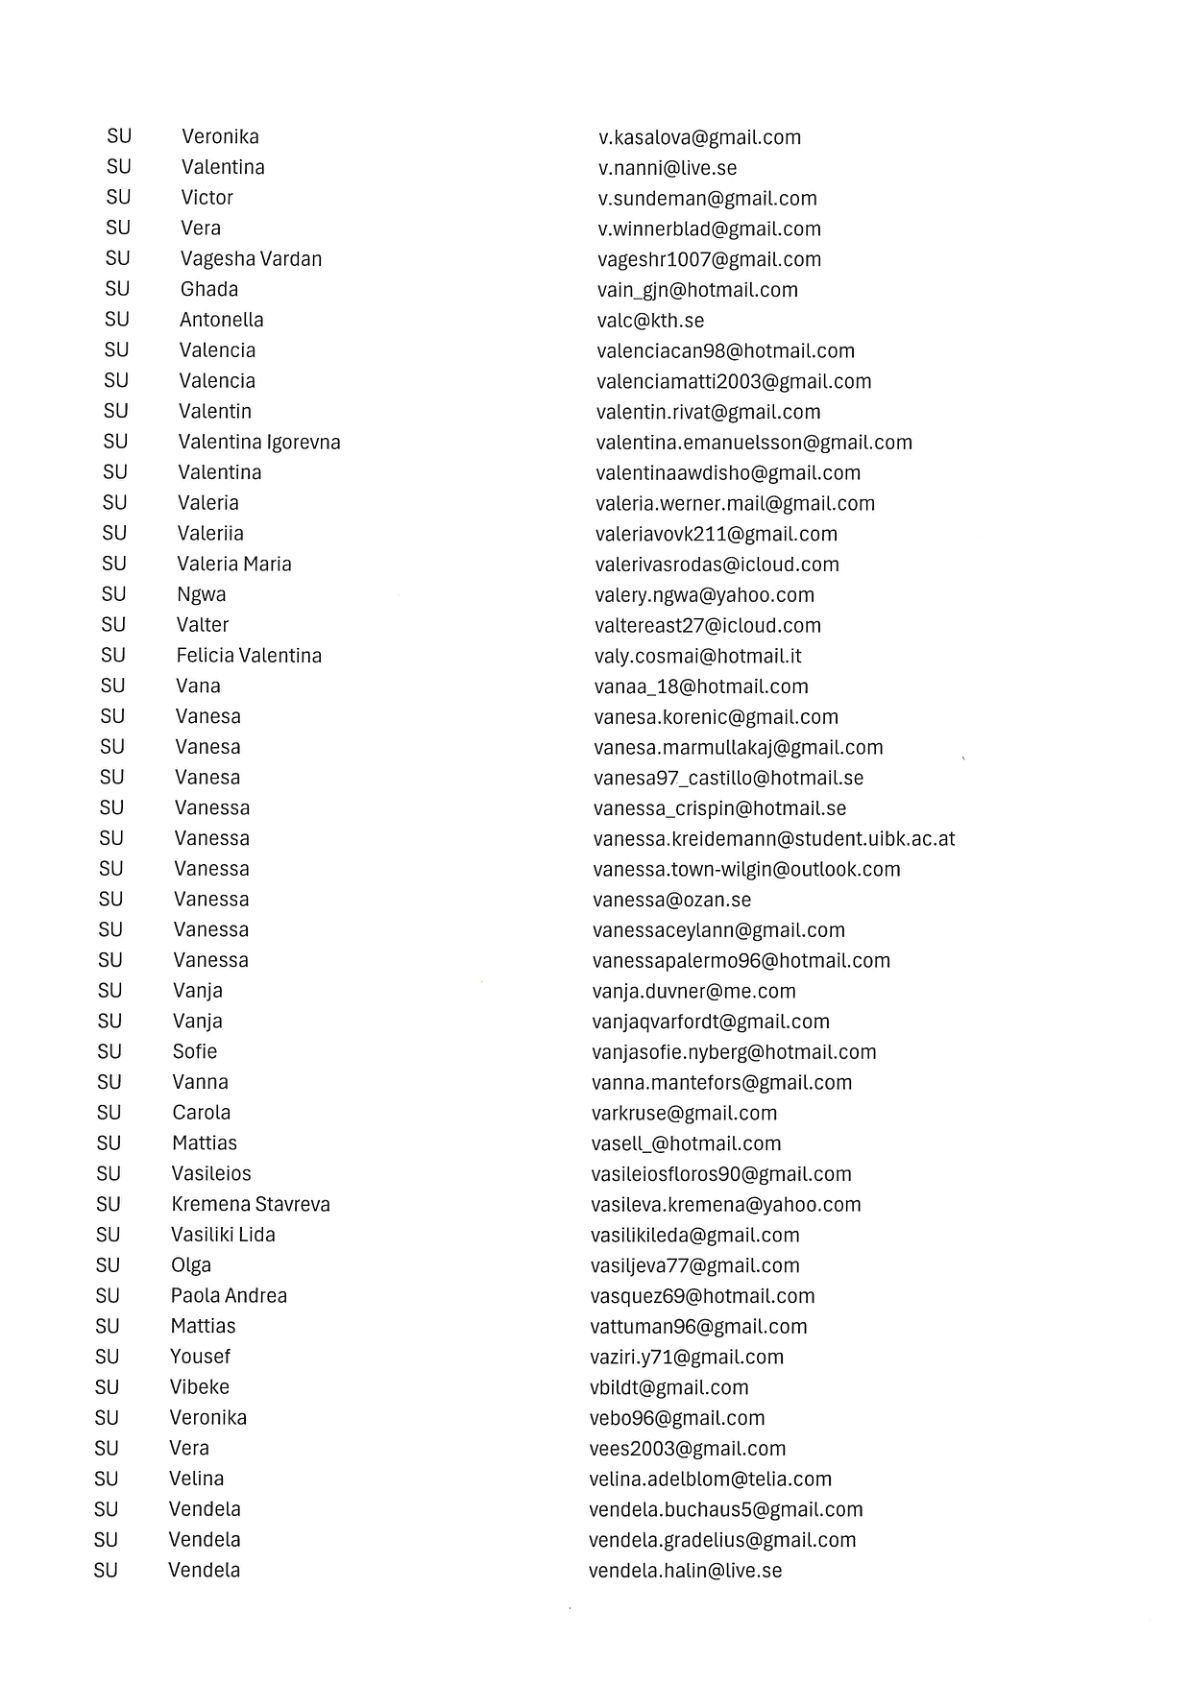 SU Veronika v.kasalova@gmail.com
SU Valentina v.nanni@live.se
SU Victor v.sundeman@gmail.com
SU Vera v.winnerblad@gmail.com
SU Vagesha Vardan vageshr1007@gmail.com
SU Ghada vain_gjn@hotmail.com
SU Antonella valc@kth.se
SU Valencia valenciacan98@hotmail.com
SU Valencia valenciamatti2003@gmail.com
SU Valentin valentin.rivat@gmail.com
SU Valentina Igorevna valentina.emanuelsson@gmail.com
SU Valentina valentinaawdisho@gmail.com
SU Valeria valeria.werner.mail@gmail.com
SU Valeriia valeriavovk211@gmail.com
SU Valeria Maria valerivasrodas@icloud.com
SU Ngwa valery.ngwa@yahoo.com
SU Valter valtereast27@icloud.com
SU Felicia Valentina valy.cosmai@hotmail.it
SU Vana vanaa_18@hotmail.com
SU Vanesa vanesa.korenic@gmail.com
SU Vanesa vanesa.marmullakaj@gmail.com
SU Vanesa vanesa97_castillo@hotmail.se
SU Vanessa vanessa_crispin@hotmail.se
SU Vanessa vanessa.kreidemann@student.uibk.ac.at
SU Vanessa vanessa.town-wilgin@outlook.com
SU Vanessa vanessa@ozan.se
SU Vanessa vanessaceylann@gmail.com
SU Vanessa vanessapalermo96@hotmail.com
SU Vanja vanja.duvner@me.com
SU Vanja vanjaqvarfordt@gmail.com
SU Sofie vanjasofie.nyberg@hotmail.com
SU Vanna vanna.mantefors@gmail.com
SU Carola varkruse@gmail.com
SU Mattias vasell_@hotmail.com
SU Vasileios vasileiosfloros90@gmail.com
SU Kremena Stavreva vasileva.kremena@yahoo.com
SU Vasiliki Lida vasilikileda@gmail.com
SU Olga vasiljeva77@gmail.com
SU Paola Andrea vasquez69@hotmail.com
SU Mattias vattuman96@gmail.com
SU Yousef vaziri.y71@gmail.com
SU Vibeke vbildt@gmail.com
SU Veronika vebo96@gmail.com
SU Vera vees2003@gmail.com
SU Velina velina.adelblom@telia.com
SU Vendela vendela.buchaus5@gmail.com
SU Vendela vendela.gradelius@gmail.com
SU Vendela vendela.halin@live.se